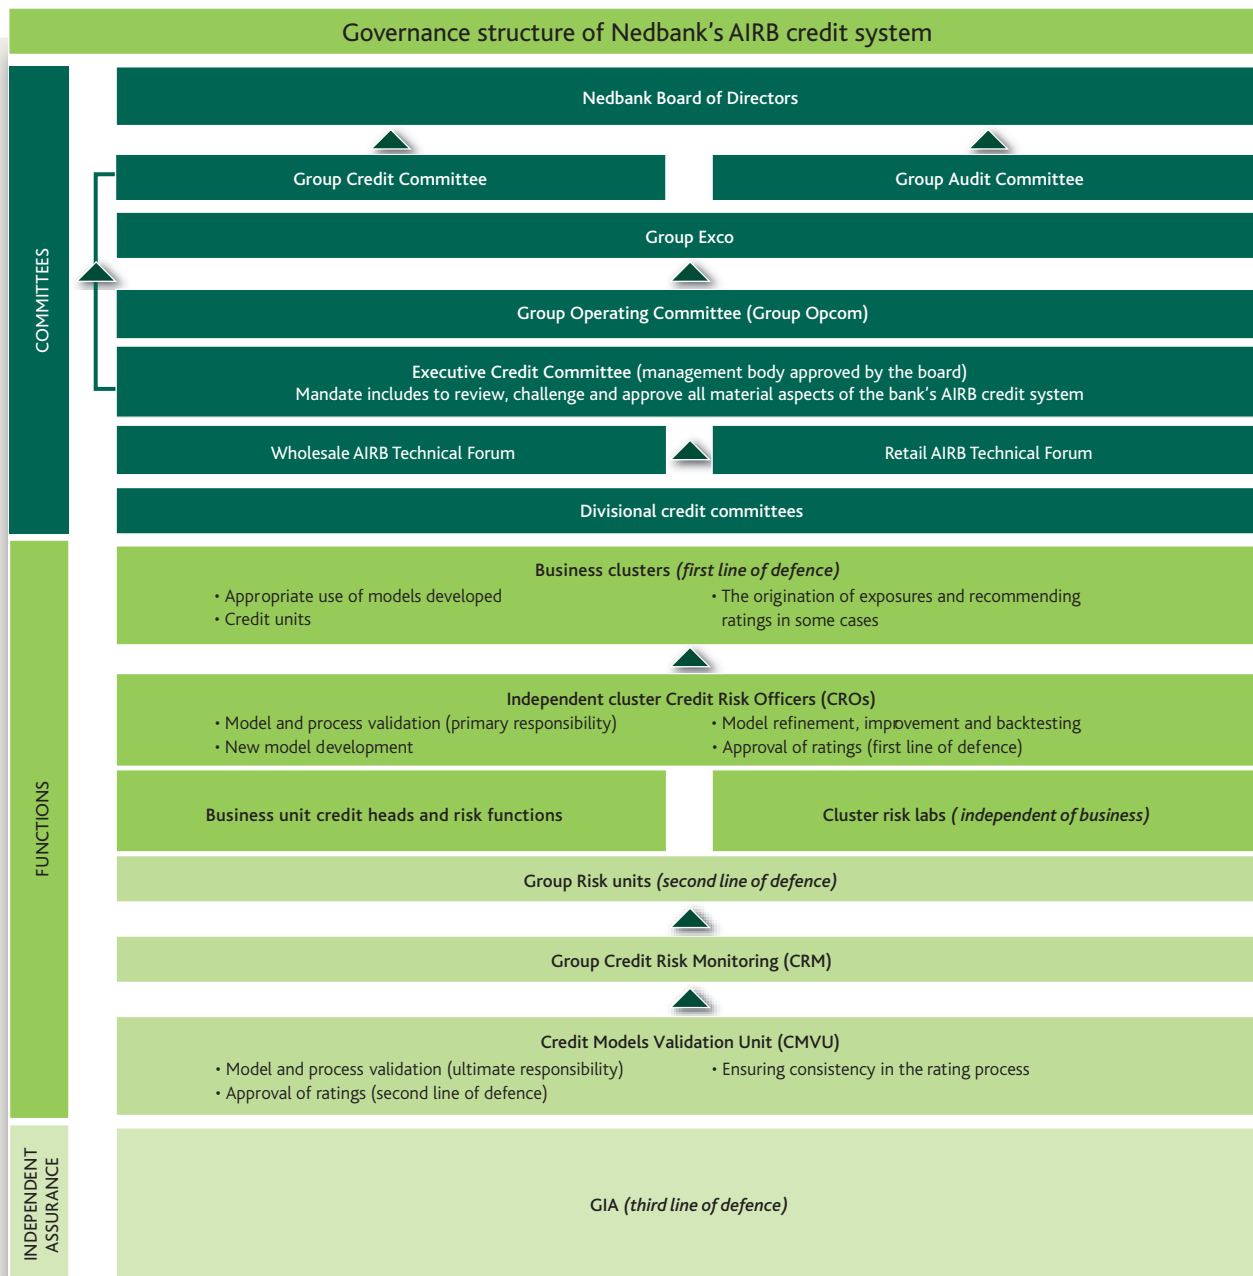 Governance structure of Nedbank's AIRB credit system
COMMITTEES
Nedbank Board of Directors
Group Credit Committee
Group Audit Committee
Group Exco
Group Operating Committee (Group Opcom)
Executive Credit Committee (management body approved by the board)
Mandate includes to review, challenge and approve all material aspects of the bank's AIRB credit system
Wholesale AIRB Technical Forum
Retail AIRB Technical Forum
Divisional credit committees
FUNCTIONS
Business clusters (first line of defence)
• Appropriate use of models developed
• Credit units
• The origination of exposures and recommending
ratings in some cases
Independent cluster Credit Risk Officers (CROs)
• Model and process validation (primary responsibility)
• New model development
• Model refinement, improvement and backtesting
• Approval of ratings (first line of defence)
Business unit credit heads and risk functions
Cluster risk labs ( independent of business)
Group Risk units (second line of defence)
Group Credit Risk Monitoring (CRM)
Credit Models Validation Unit (CMVU)
• Model and process validation (ultimate responsibility)
• Approval of ratings (second line of defence)
• Ensuring consistency in the rating process
INDEPENDENT
ASSURANCE
GIA (third line of defence)